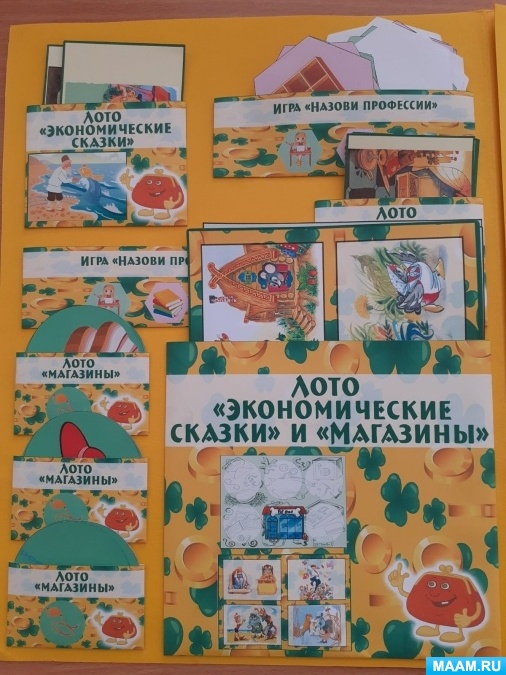 Лото
«Экономические
сказки»
Игра «Назови профессии»
Лото
Игра «Назови про
Лото
«Магазины»
Лото
«Магазины»
Лото
«Магазины»
Лото
«Экономические
сказки» и «Магазины»
MAAM.RU